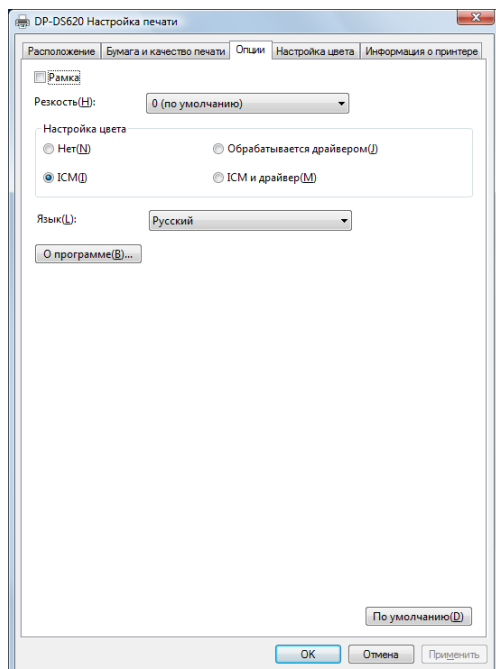 DP-DS620 Настройка печати
Расположение Бумага и качество печати Опции Настройка цвета Информация о принтере
Рамка
Резкость(H): 0 (по умолчанию)
Настройка цвета
Нет(N) Обрабатывается драйвером(J)
ICM(I) ICM и драйвер(M)
Язык(L): Русский
О программе(B)...
По умолчанию(D)
OK Отмена Применить